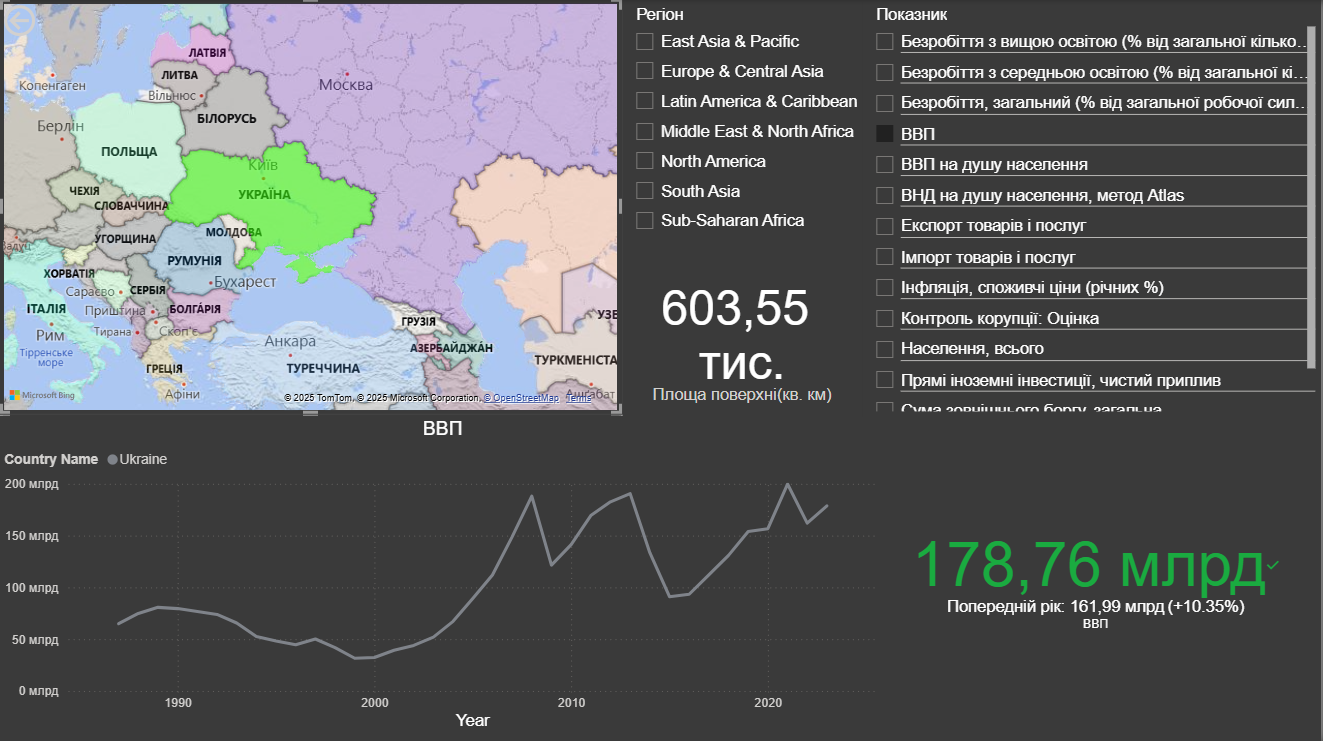 Копенгаген
ЛАТВІЯ
ЛИТВА
Вільнюс
Москва
БІЛОРУСЬ
Берлін
ПОЛЬЩА
Київ
УКРАЇНА
ЧЕХІЯ
СЛОВАЧЧИНА
МОЛДОВА
УГОРЩИНА
РУМУНІЯ
ХОРВАТІЯ
Сараєво
СЕРБІЯ
Бухарест
ІТАЛІЯ
Приштина
БОЛГАРІЯ
Рим
Тирана
Скоп'є
ГРУЗІЯ
Тірренське
море
Анкара
АЗЕРБАЙДЖАН
УЗБ
ГРЕЦІЯ
ТУРЕЧЧИНА
ТУРКМЕНІСТА
Афіни
Ашгабат
Microsoft Bing
© 2025 TomTom, © 2025 Microsoft Corporation, © OpenStreetMap Terms
Регіон
East Asia & Pacific
Europe & Central Asia
Latin America & Caribbean
Middle East & North Africa
North America
South Asia
Sub-Saharan Africa
603,55
тис.
Площа поверхні(кв. км)
Показник
Безробіття з вищою освітою (% від загальної кілько...
Безробіття з середньою освітою (% від загальної кі...
Безробіття, загальний (% від загальної робочої сил...
ВВП
ВВП на душу населення
ВНД на душу населення, метод Atlas
Експорт товарів і послуг
Імпорт товарів і послуг
Інфляція, споживчі ціни (річних %)
Контроль корупції: Оцінка
Населення, всього
Прямі іноземні інвестиції, чистий приплив
Сума зовнішнього боргу, загальна
ВВП
Country Name Ukraine
200 млрд
150 млрд
100 млрд
50 млрд
0 млрд
1990 2000 2010 2020
Year
178,76 млрд
Попередній рік: 161,99 млрд (+10.35%)
ВВП